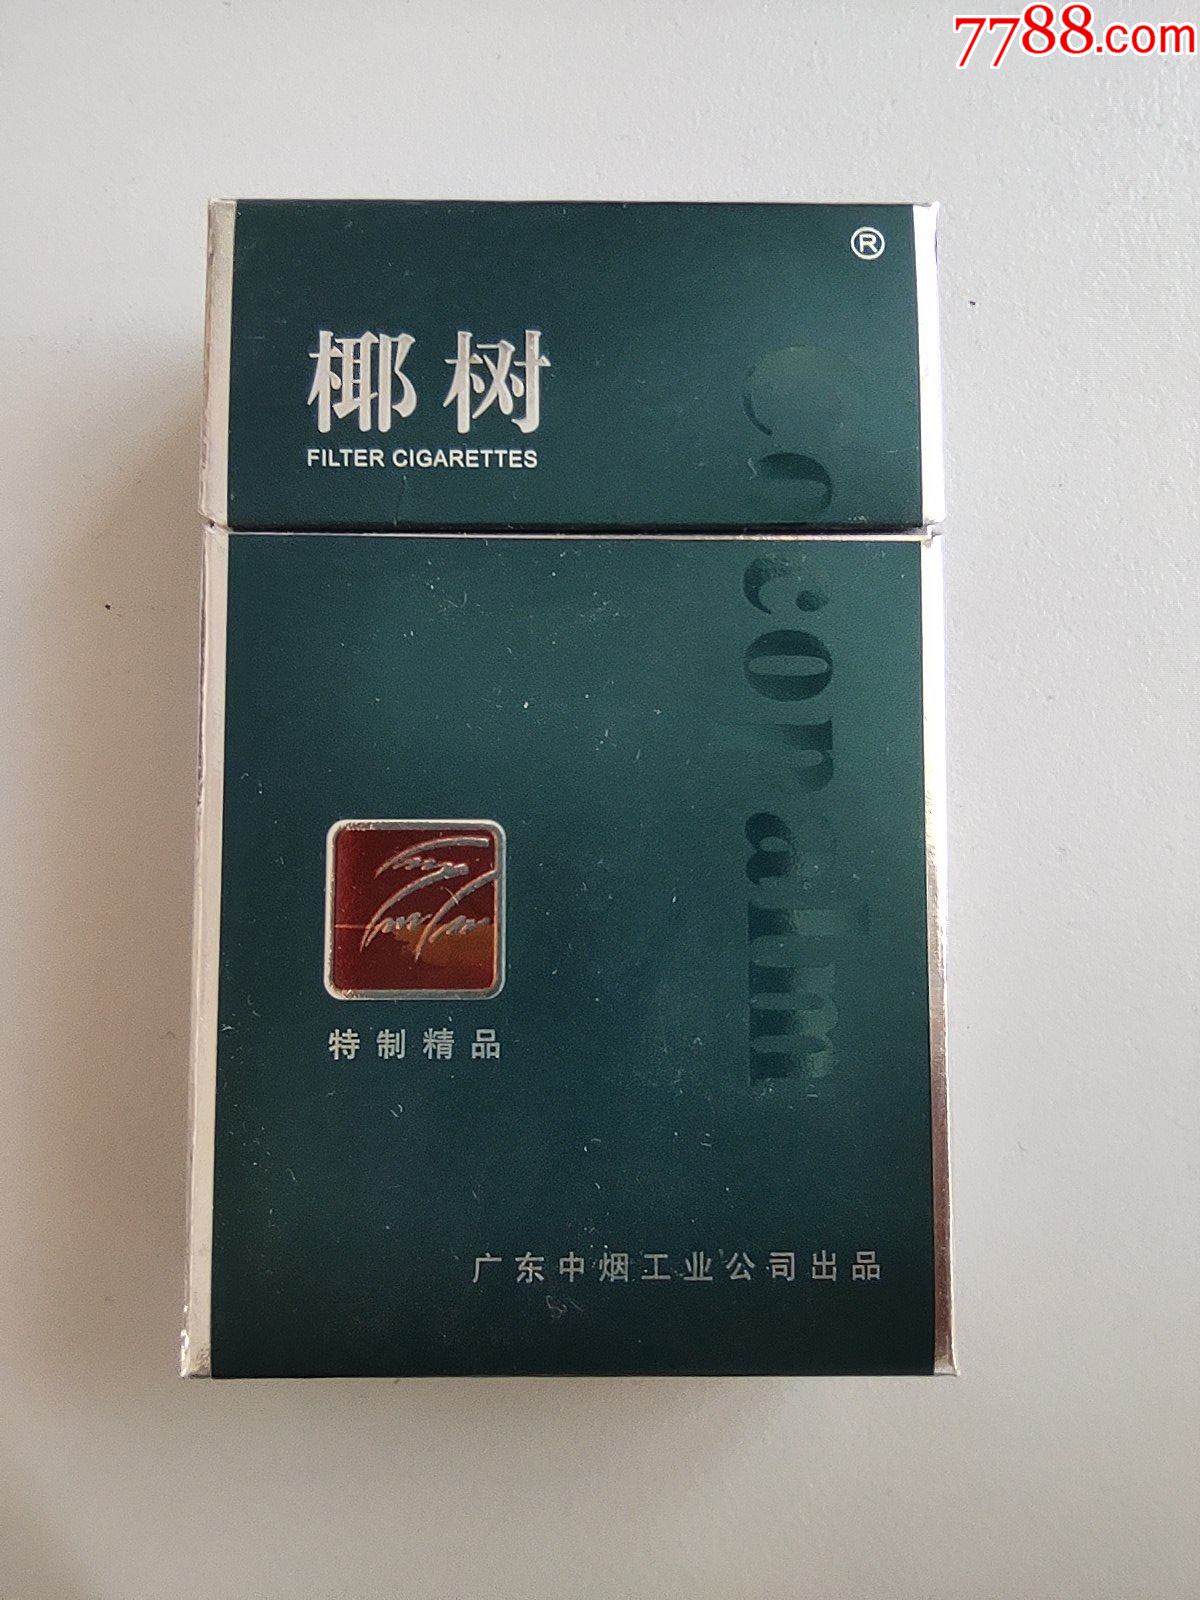 7788.com
®
椰树
FILTER CIGARETTES
Cocopalm
特制精品
广东中烟工业公司出品